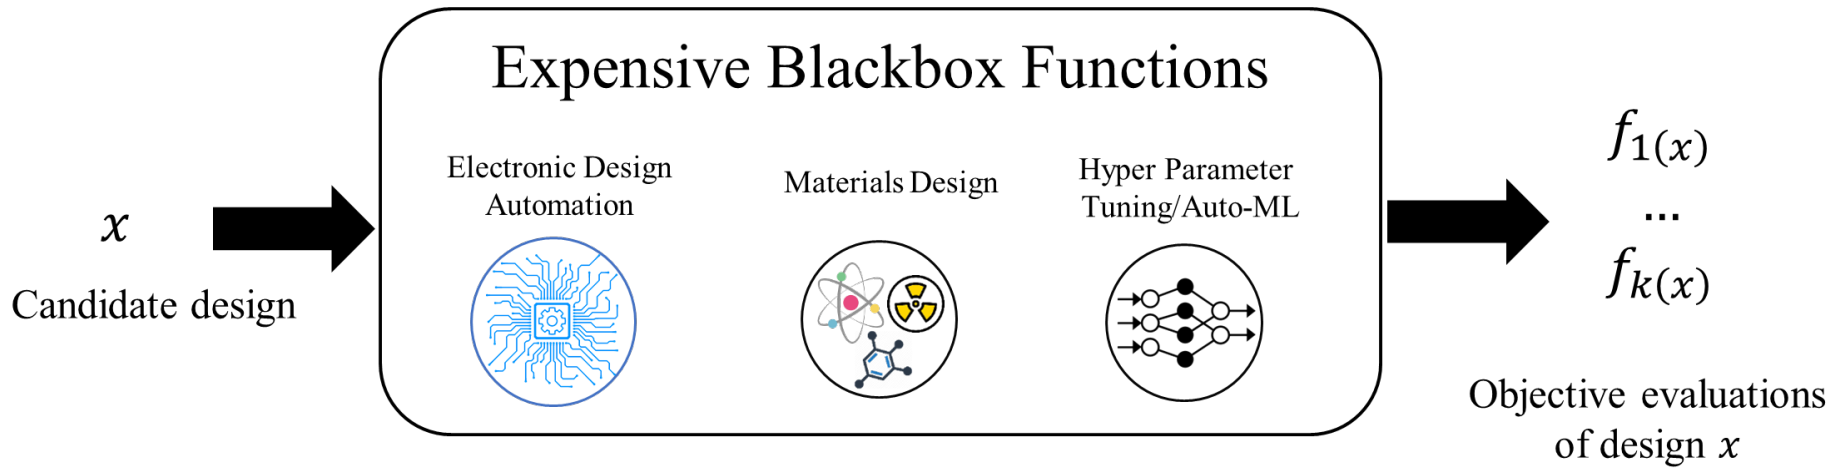 Expensive Blackbox Functions
Electronic Design
Automation
Materials Design
Hyper Parameter
Tuning/Auto-ML
x
Candidate design
f1(x)
...
fk(x)
Objective evaluations
of design x